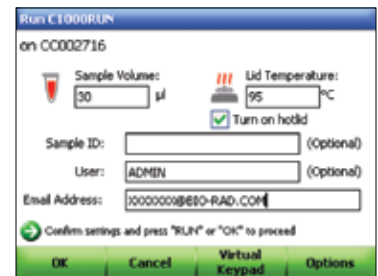 Run C1000RUN
on CC002716
Sample Volume: Lid Temperature:
30 µl 95 °C
Turn on hotlid
Sample ID: (Optional)
User: ADMIN (Optional)
Email Address: XXXXXXX@BIO-RAD.COM
Confirm settings and press "RUN" or "OK" to proceed
OK Cancel Virtual Keypad Options